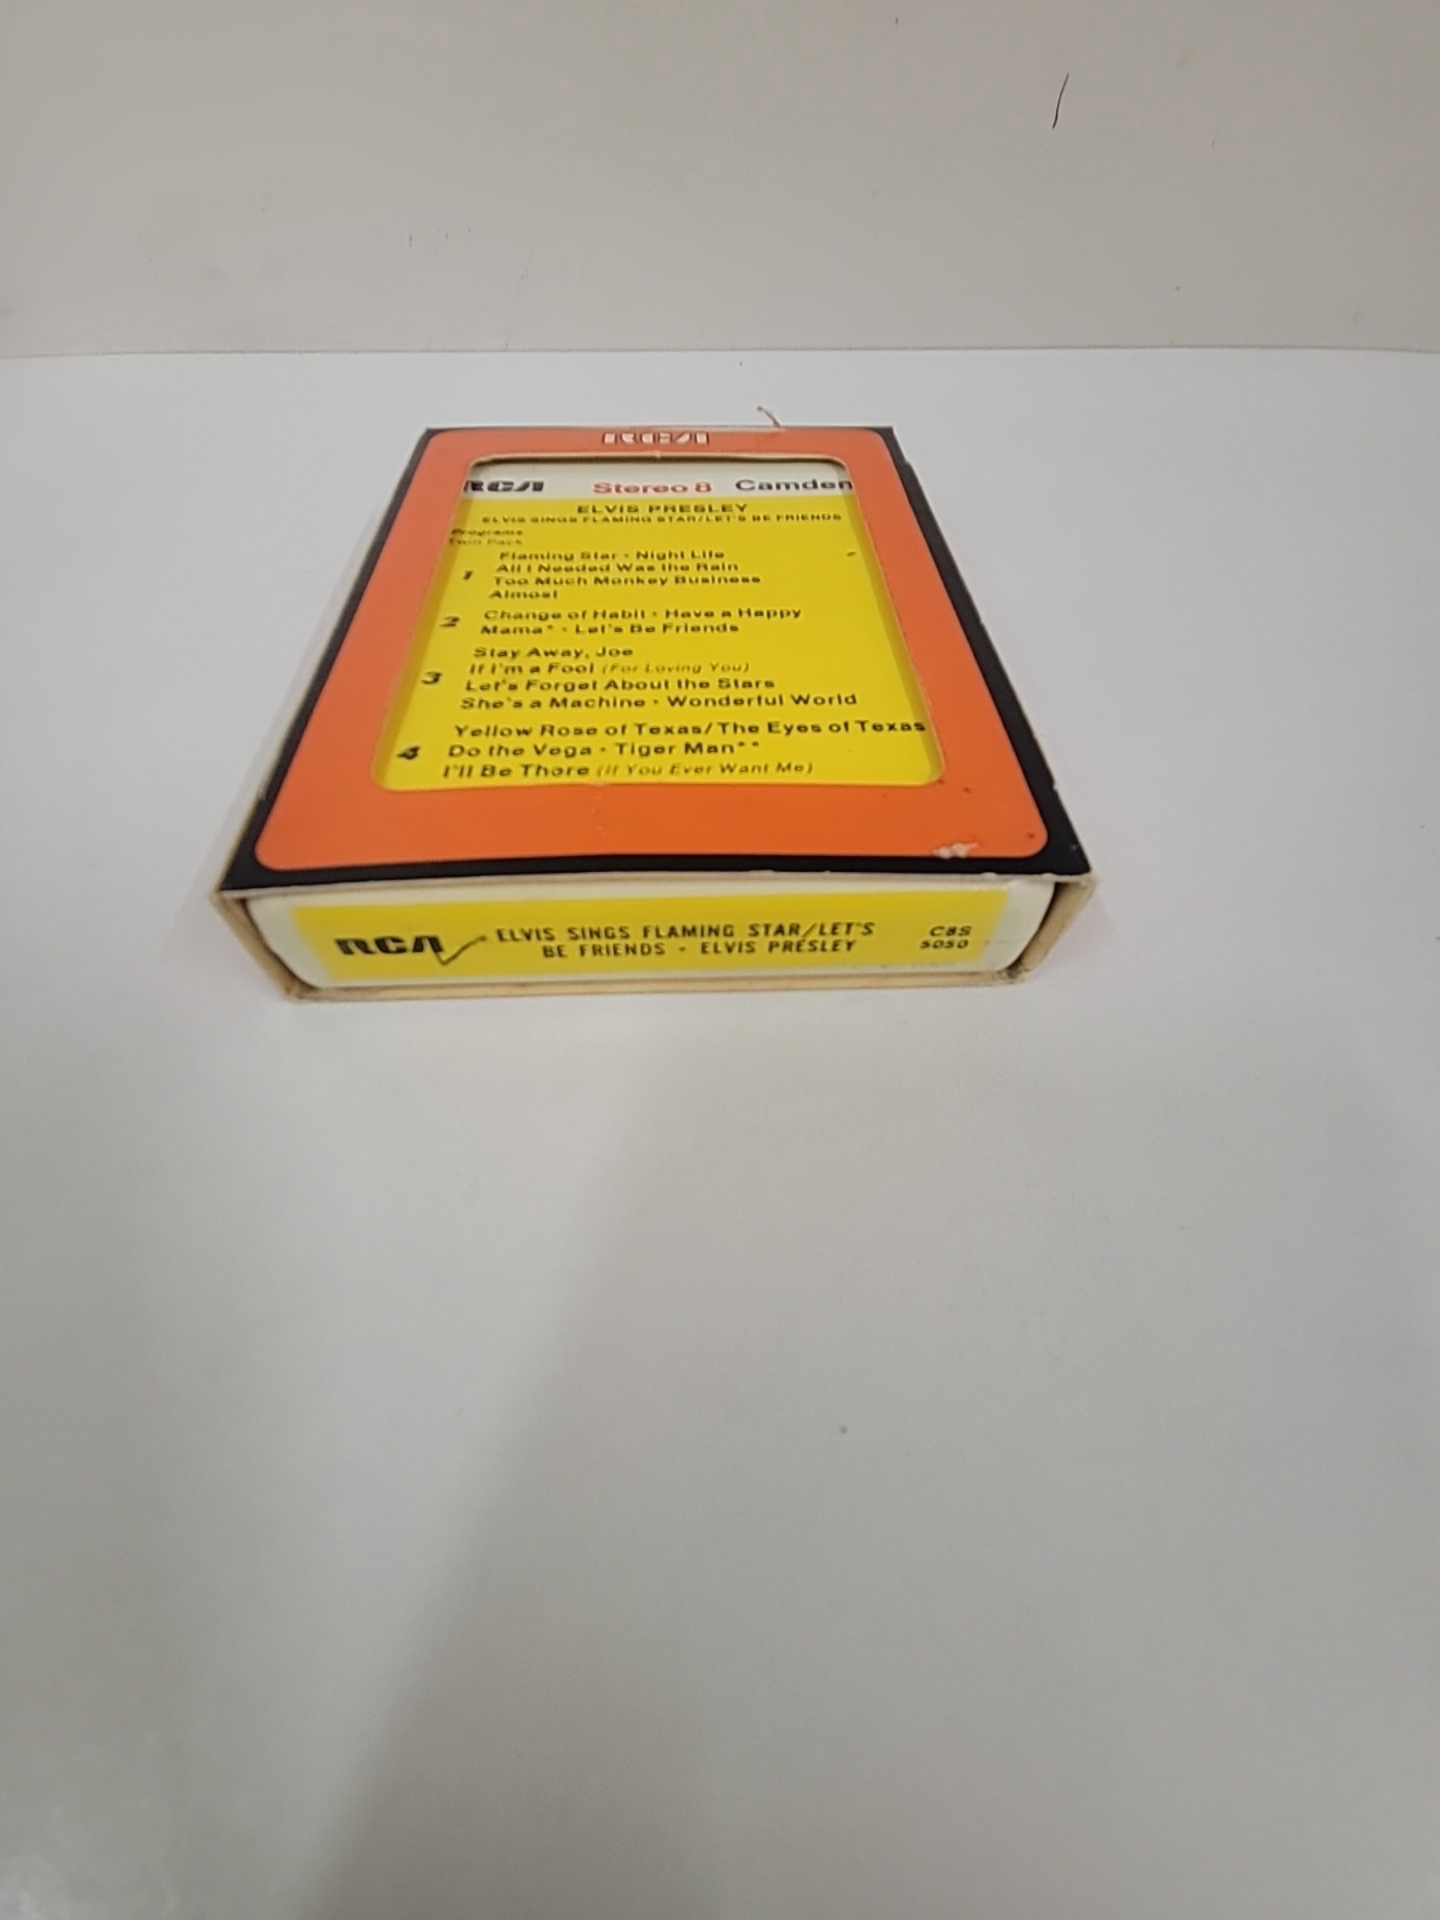 RCA
RCA Stereo 8 Camden
ELVIS PRESLEY
ELVIS SINGS FLAMING STAR/LET'S BE FRIENDS
Programs
Twin Pack
1 Flaming Star • Night Life
All I Needed Was the Rain
Too Much Monkey Business
Almost
2 Change of Habit • Have a Happy
Mama* • Let's Be Friends
3 Stay Away, Joe
If I'm a Fool (For Loving You)
Let's Forget About the Stars
She's a Machine • Wonderful World
4 Yellow Rose of Texas/The Eyes of Texas
Do the Vega • Tiger Man**
I'll Be There (If You Ever Want Me)
RCA ELVIS SINGS FLAMING STAR/LET'S C8S
BE FRIENDS • ELVIS PRESLEY 5050